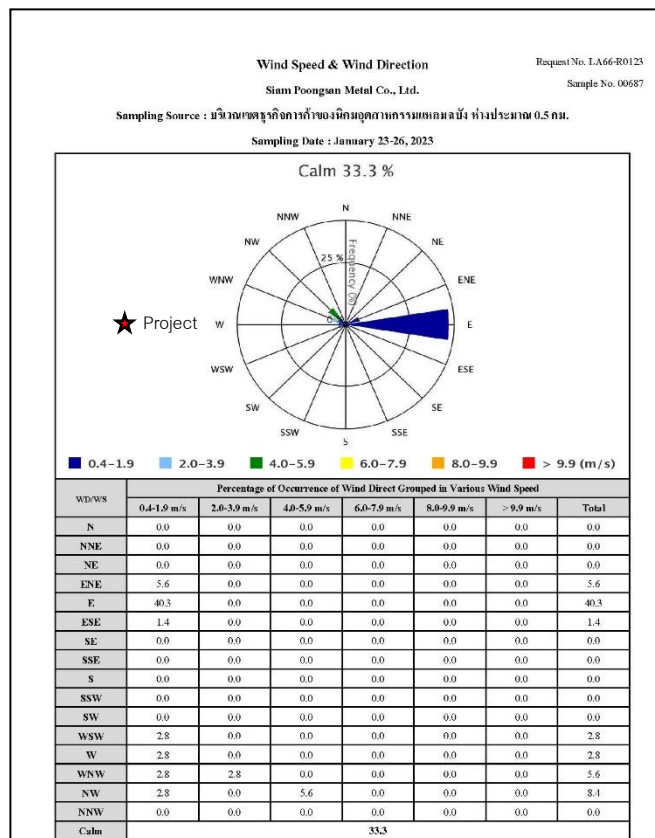 Wind Speed & Wind Direction
Request No. LA66-R0123
Siam Poongsan Metal Co., Ltd.
Sample No. 00687
Sampling Source : บริเวณเขตธุรกิจการค้าของนิคมอุตสาหกรรมแหลมฉบัง ห่างประมาณ 0.5 กม.
Sampling Date : January 23-26, 2023
Calm 33.3 %
N
NNW
NNE
NW
NE
25 %
Frequency (%)
WNW
ENE
0
Project
W
E
WSW
ESE
SW
SE
SSW
SSE
S
0.4-1.9 2.0-3.9 4.0-5.9 6.0-7.9 8.0-9.9 > 9.9 (m/s)
WD/WS Percentage of Occurrence of Wind Direct Grouped in Various Wind Speed
0.4-1.9 m/s 2.0-3.9 m/s 4.0-5.9 m/s 6.0-7.9 m/s 8.0-9.9 m/s > 9.9 m/s Total
N 0.0 0.0 0.0 0.0 0.0 0.0 0.0
NNE 0.0 0.0 0.0 0.0 0.0 0.0 0.0
NE 0.0 0.0 0.0 0.0 0.0 0.0 0.0
ENE 5.6 0.0 0.0 0.0 0.0 0.0 5.6
E 40.3 0.0 0.0 0.0 0.0 0.0 40.3
ESE 1.4 0.0 0.0 0.0 0.0 0.0 1.4
SE 0.0 0.0 0.0 0.0 0.0 0.0 0.0
SSE 0.0 0.0 0.0 0.0 0.0 0.0 0.0
S 0.0 0.0 0.0 0.0 0.0 0.0 0.0
SSW 0.0 0.0 0.0 0.0 0.0 0.0 0.0
SW 0.0 0.0 0.0 0.0 0.0 0.0 0.0
WSW 2.8 0.0 0.0 0.0 0.0 0.0 2.8
W 2.8 0.0 0.0 0.0 0.0 0.0 2.8
WNW 2.8 2.8 0.0 0.0 0.0 0.0 5.6
NW 2.8 0.0 5.6 0.0 0.0 0.0 8.4
NNW 0.0 0.0 0.0 0.0 0.0 0.0 0.0
Calm 33.3